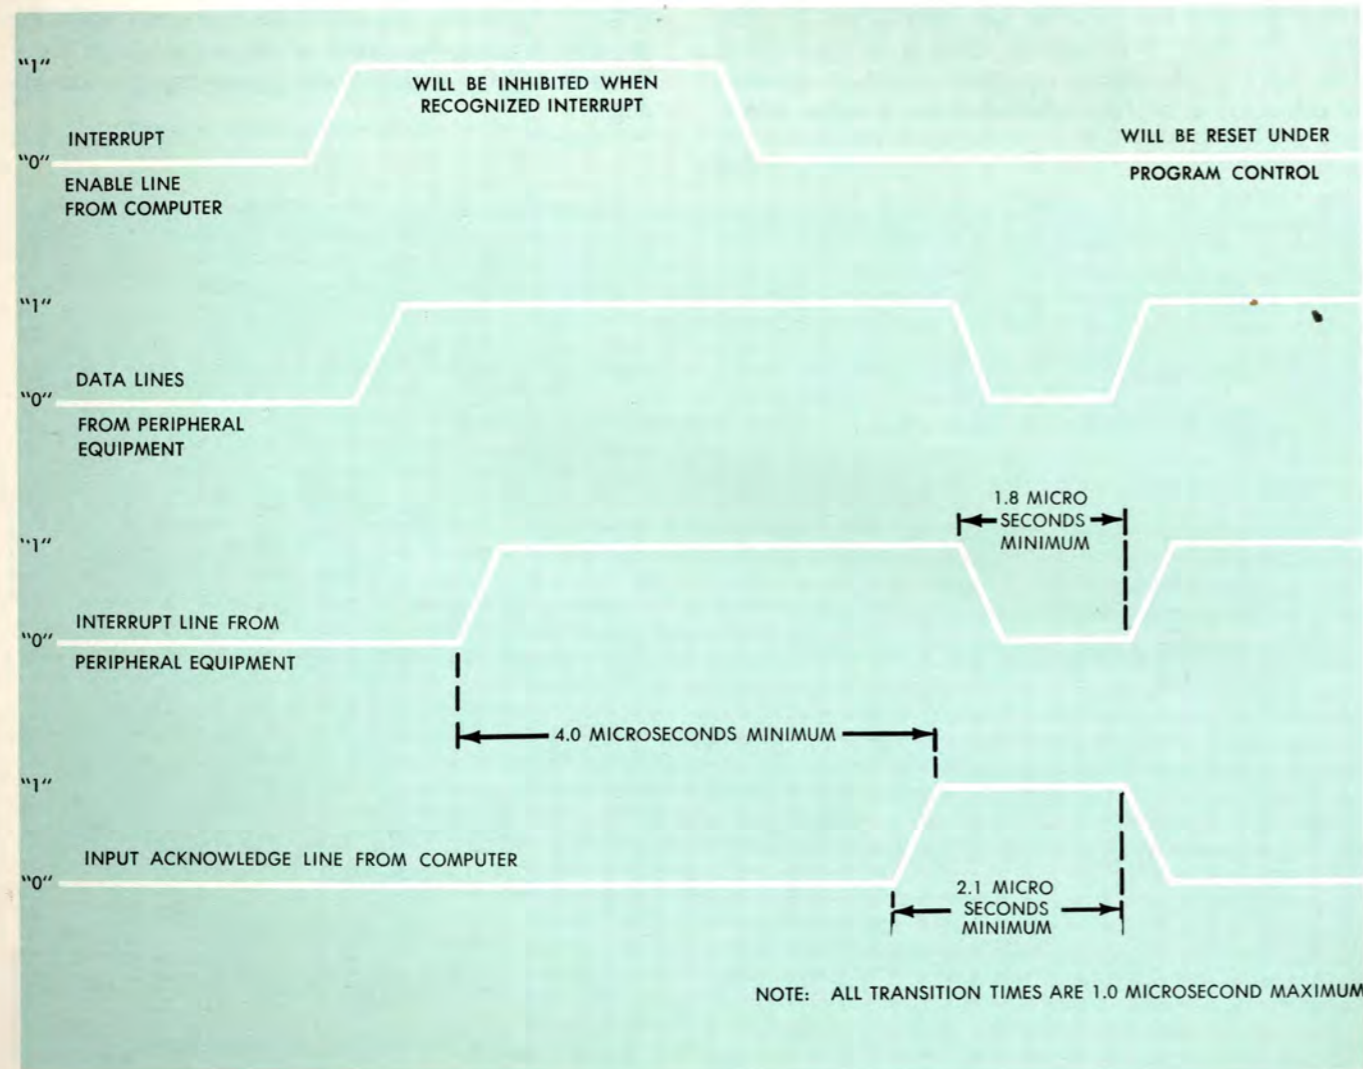 "1"
WILL BE INHIBITED WHEN
RECOGNIZED INTERRUPT
INTERRUPT
"0"
ENABLE LINE
FROM COMPUTER
WILL BE RESET UNDER
PROGRAM CONTROL
"1"
DATA LINES
"0"
FROM PERIPHERAL
EQUIPMENT
1.8 MICRO
SECONDS
MINIMUM
"1"
INTERRUPT LINE FROM
"0"
PERIPHERAL EQUIPMENT
4.0 MICROSECONDS MINIMUM
"1"
INPUT ACKNOWLEDGE LINE FROM COMPUTER
"0"
2.1 MICRO
SECONDS
MINIMUM
NOTE: ALL TRANSITION TIMES ARE 1.0 MICROSECOND MAXIMUM